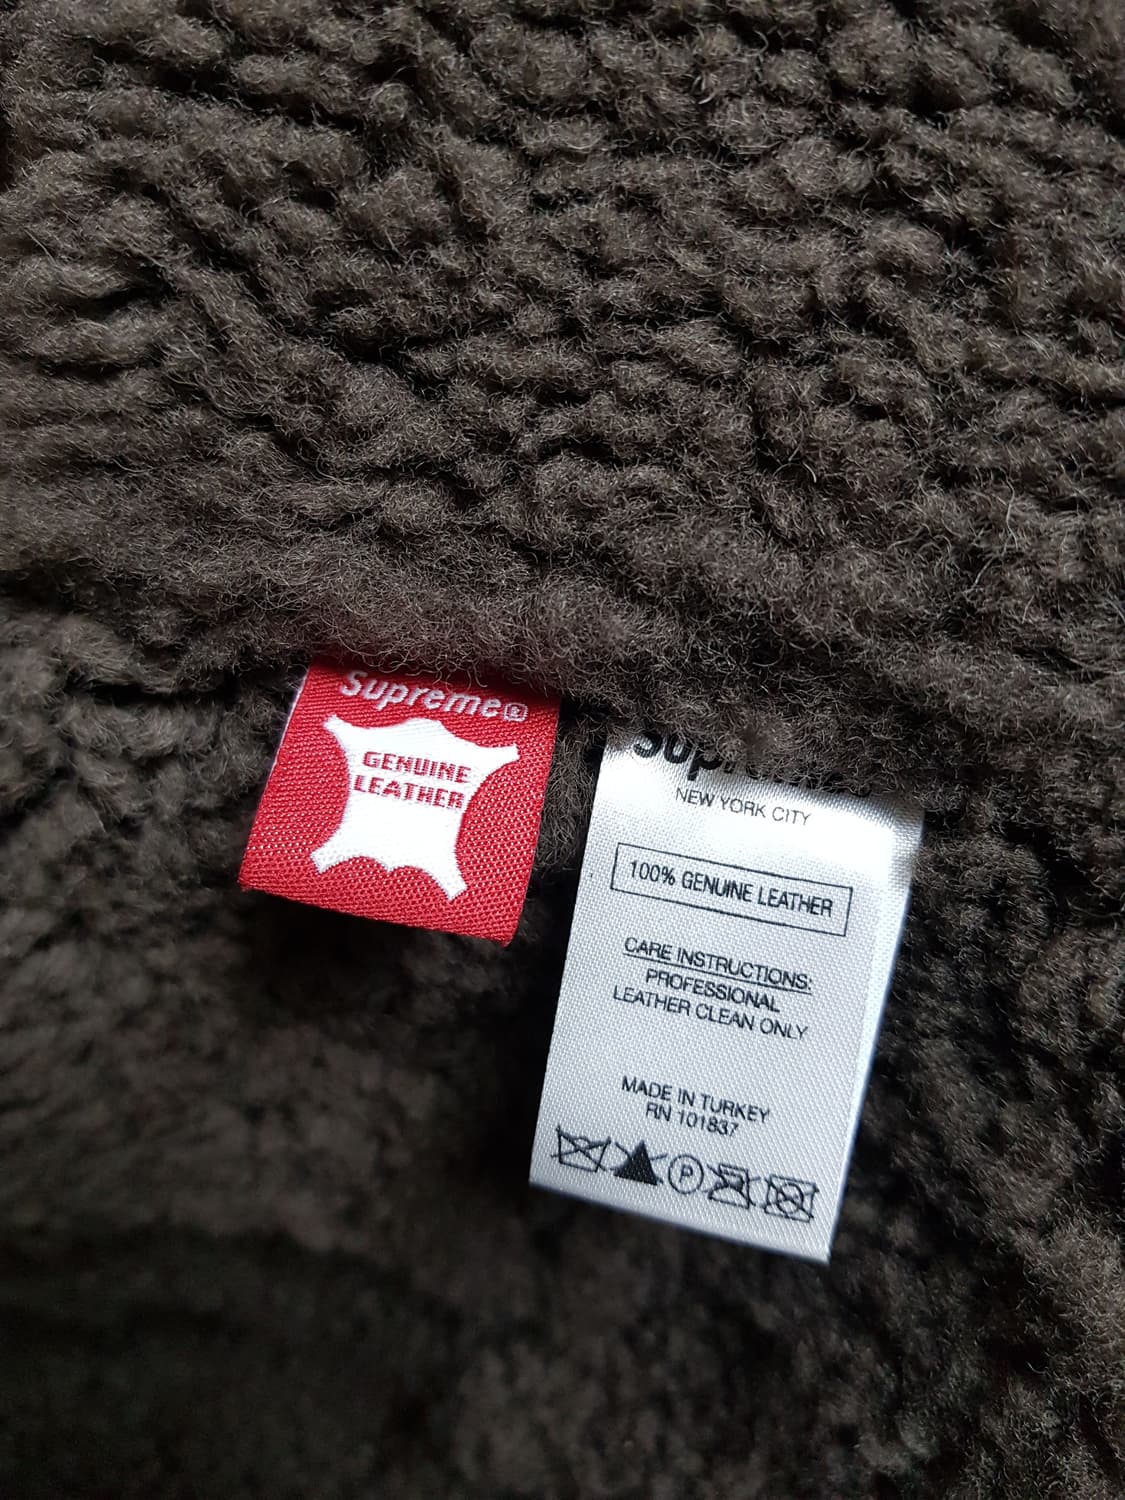 Supreme®
GENUINE
LEATHER
Supreme
NEW YORK CITY
100% GENUINE LEATHER
CARE INSTRUCTIONS:
PROFESSIONAL
LEATHER CLEAN ONLY
MADE IN TURKEY
RN 101837
P